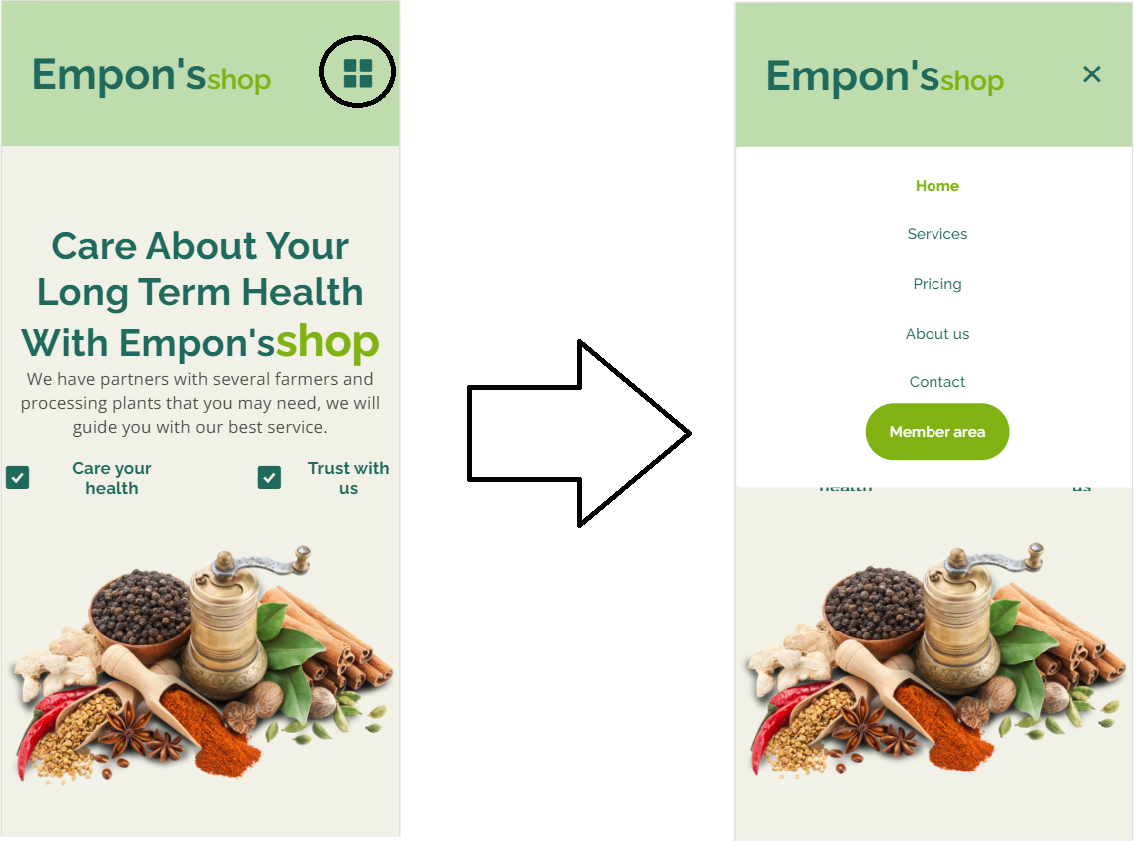 Empon'sshop
Care About Your
Long Term Health
With Empon'sshop
We have partners with several farmers and
processing plants that you may need, we will
guide you with our best service.
Care your
health
Trust with
us
Empon'sshop
Home
Services
Pricing
About us
Contact
Member area
health
us